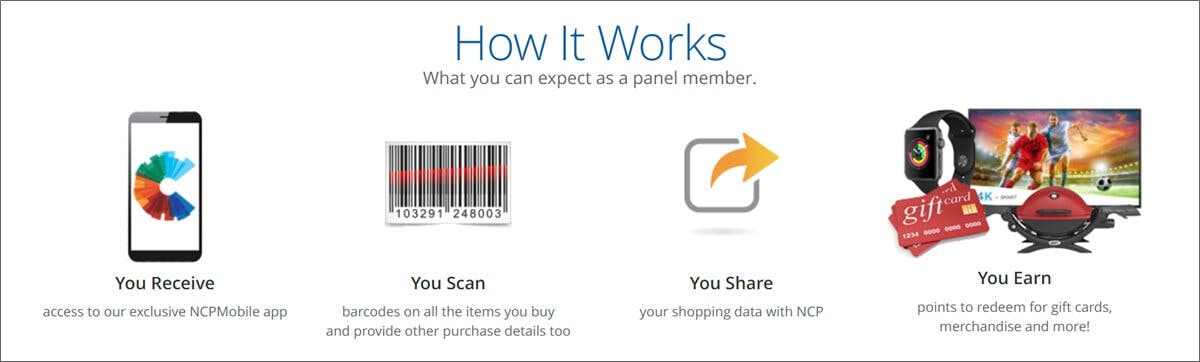 How It Works
What you can expect as a panel member.
103291 248003
gift card
card
1234 0000 0000 0000
4K
SMART
You Receive
access to our exclusive NCPMobile app
You Scan
barcodes on all the items you buy
and provide other purchase details too
You Share
your shopping data with NCP
You Earn
points to redeem for gift cards,
merchandise and more!